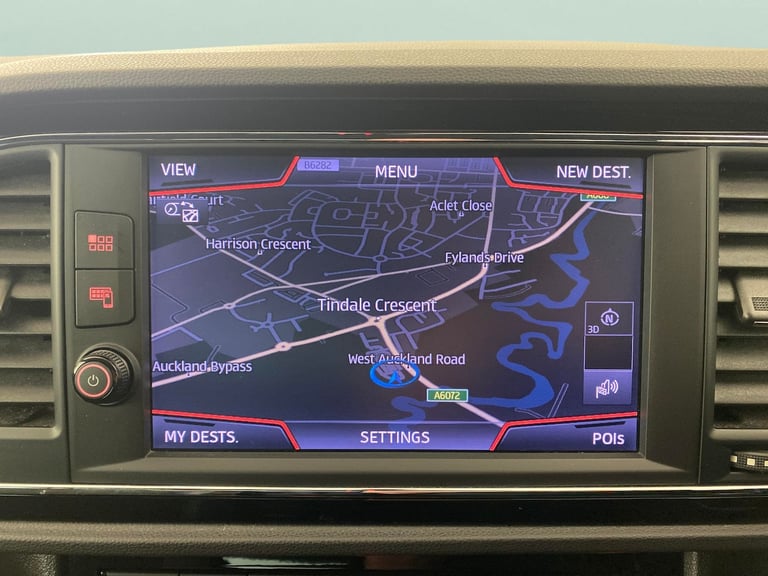 VIEW
B6282
MENU
NEW DEST.
Court
Aclet Close
Harrison Crescent
Fylands Drive
Tindale Crescent
N
3D
West Auckland Road
Auckland Bypass
A6072
MY DESTS.
SETTINGS
POIs